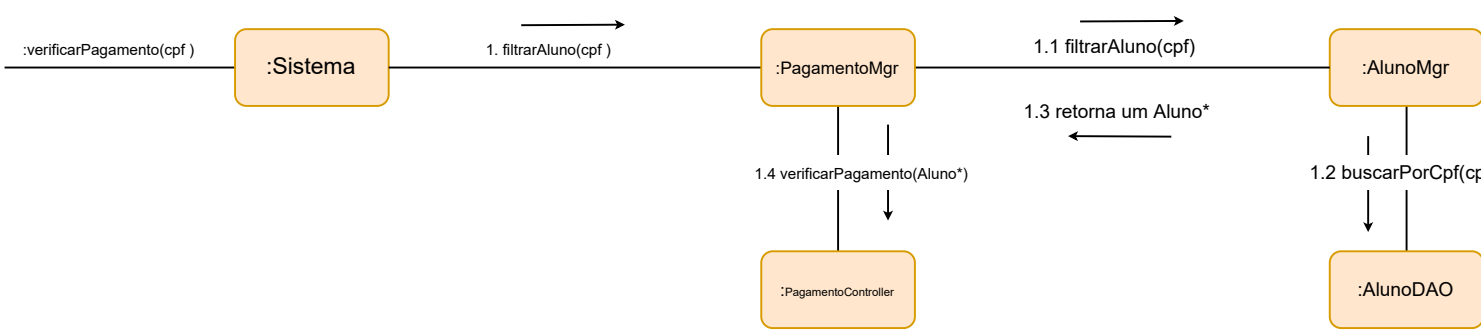 :verificarPagamento(cpf )
:Sistema
1. filtrarAluno(cpf )
:PagamentoMgr
1.1 filtrarAluno(cpf)
:AlunoMgr
1.3 retorna um Aluno*
1.4 verificarPagamento(Aluno*)
1.2 buscarPorCpf(cp
:PagamentoController
:AlunoDAO